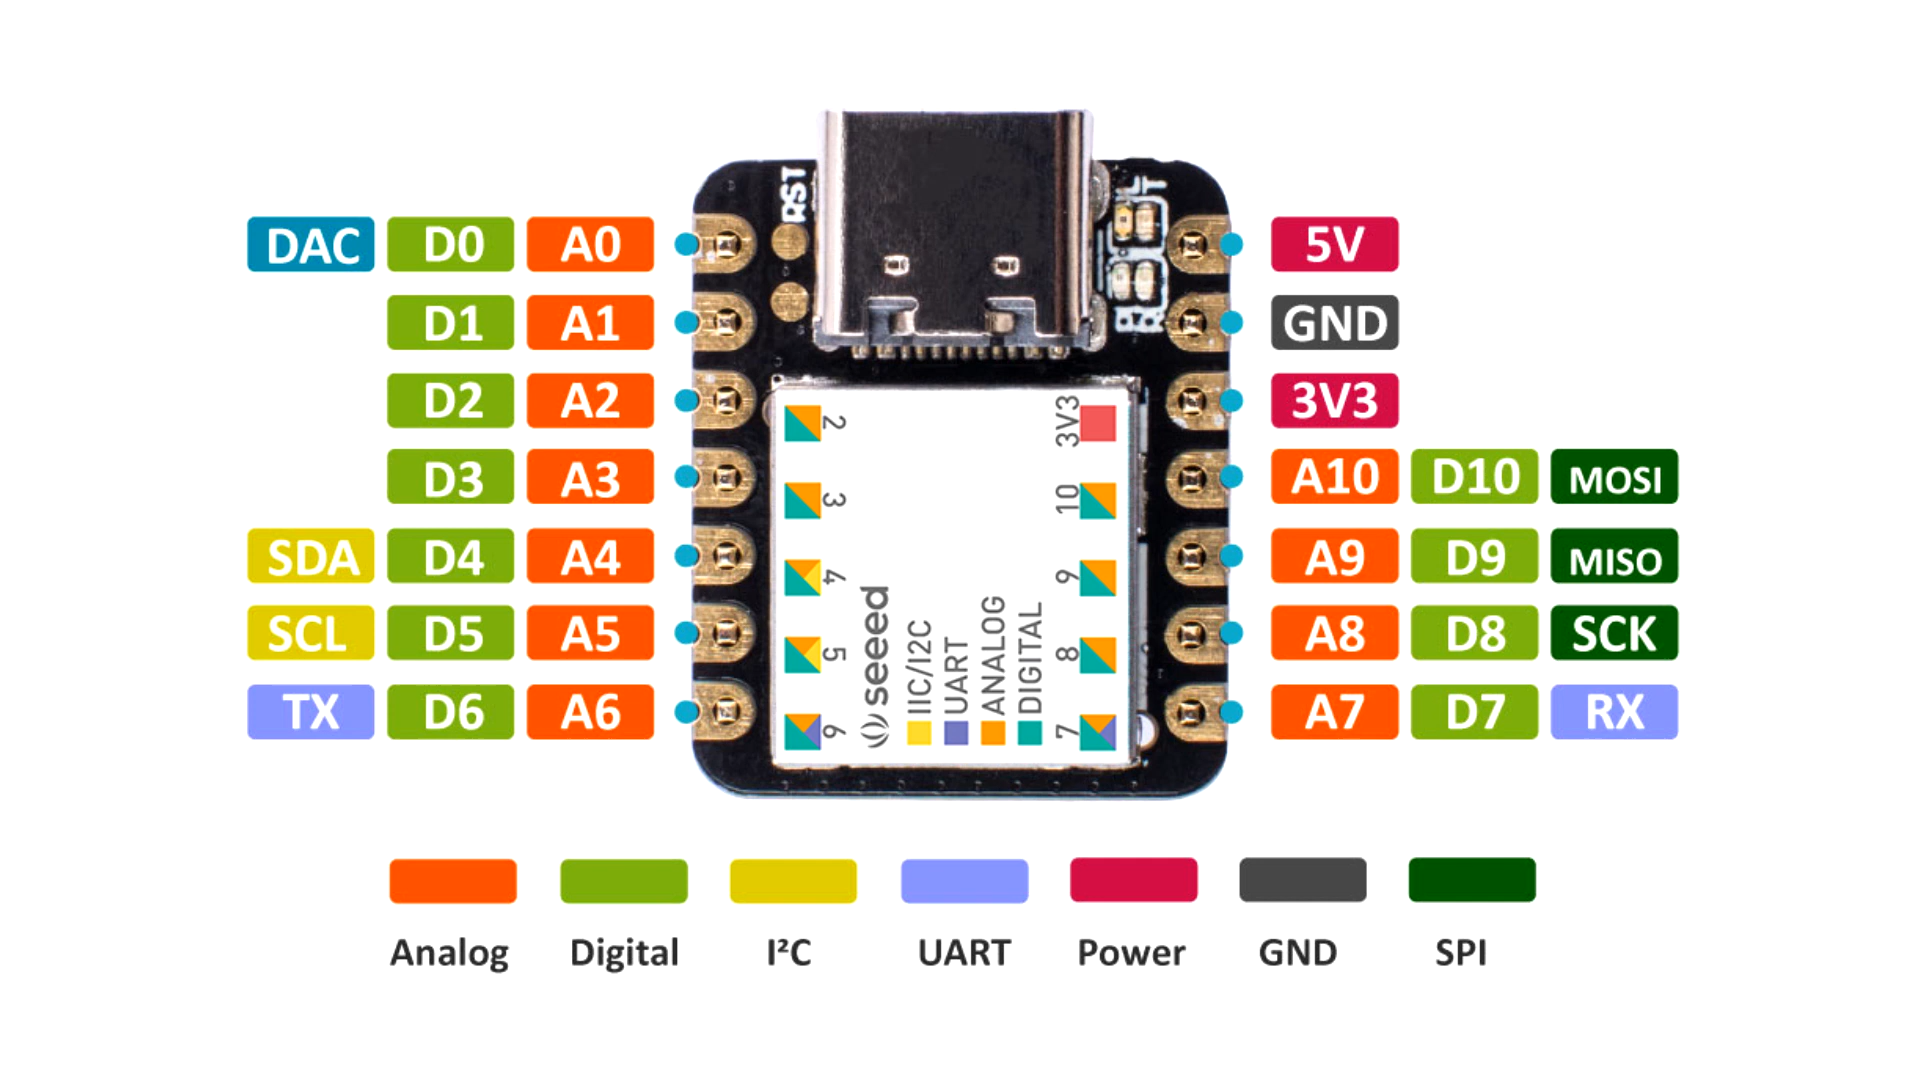 RST
L
T
P
R
DAC D0 A0
5V
D1 A1
GND
D2 A2
3V3
D3 A3
A10 D10 MOSI
SDA D4 A4
A9 D9 MISO
SCL D5 A5
A8 D8 SCK
TX D6 A6
A7 D7 RX
2
3
4
5
6
3V3
10
9
8
7
seeed
IIC/I2C
UART
ANALOG
DIGITAL
Analog Digital I²C UART Power GND SPI